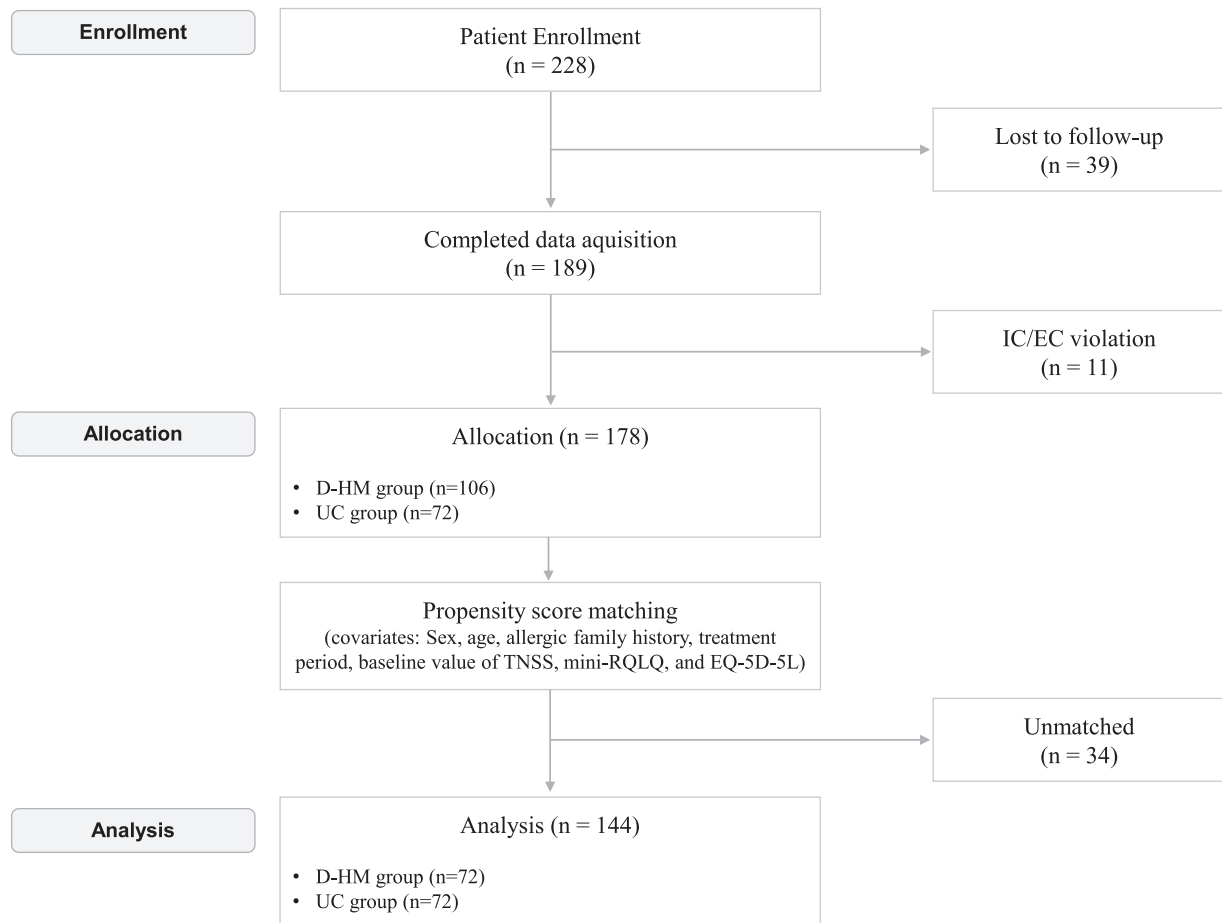 Enrollment
Patient Enrollment
(n = 228)
Lost to follow-up
(n = 39)
Completed data aquisition
(n = 189)
IC/EC violation
(n = 11)
Allocation
Allocation (n = 178)
• D-HM group (n=106)
• UC group (n=72)
Propensity score matching
(covariates: Sex, age, allergic family history, treatment
period, baseline value of TNSS, mini-RQLQ, and EQ-5D-5L)
Unmatched
(n = 34)
Analysis
Analysis (n = 144)
• D-HM group (n=72)
• UC group (n=72)